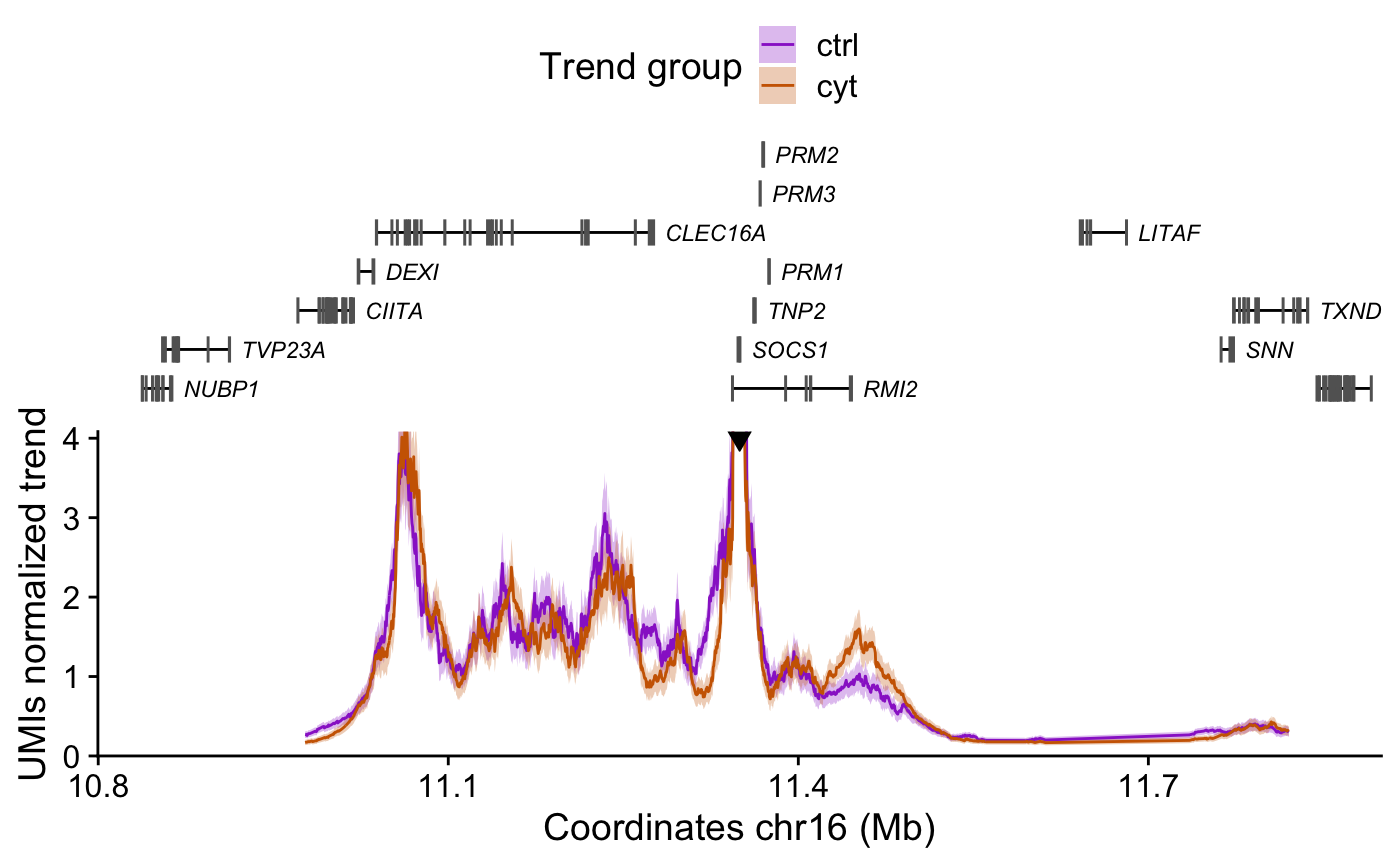 Trend group
ctrl
cyt
PRM2
PRM3
CLEC16A
LITAF
DEXI
PRM1
CIITA
TNP2
TXND
TVP23A
SOCS1
SNN
NUBP1
RMI2
UMIs normalized trend
4
3
2
1
0
10.8
11.1
11.4
11.7
Coordinates chr16 (Mb)